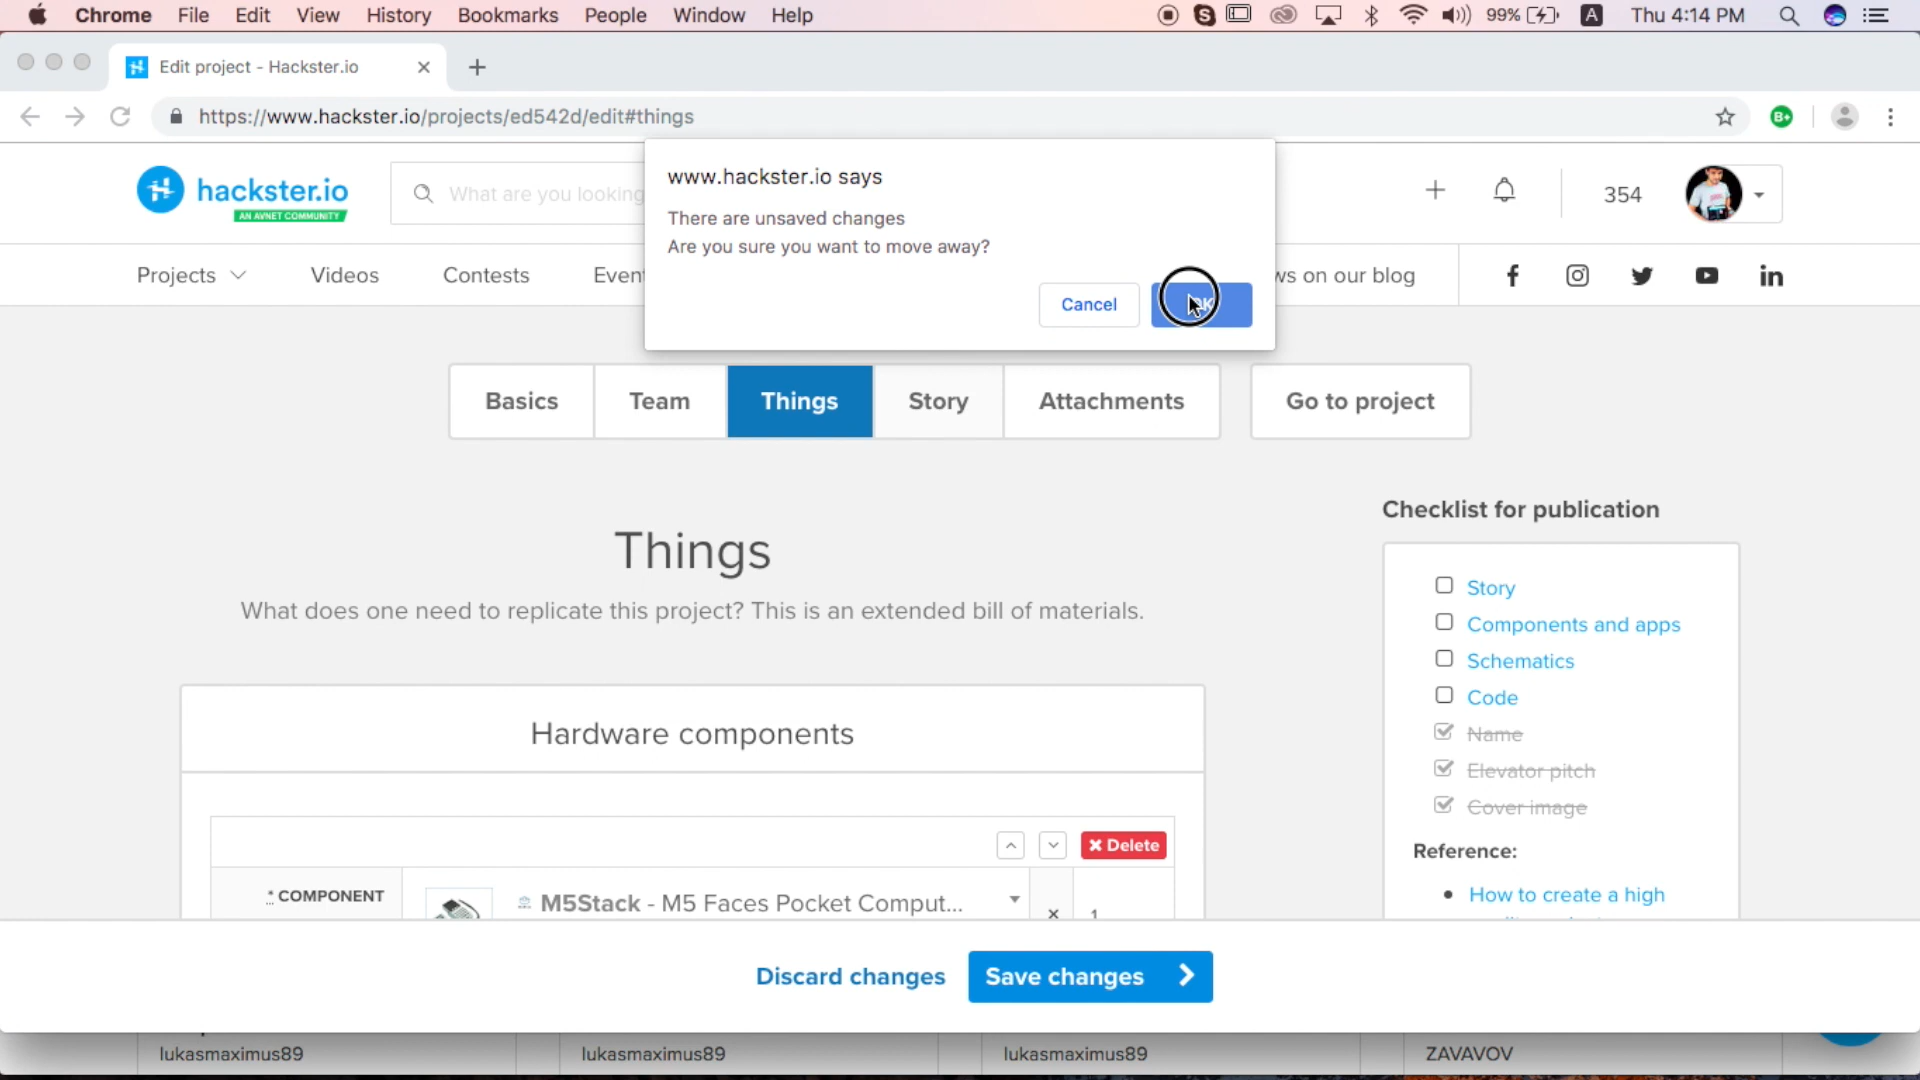 Chrome File Edit View History Bookmarks People Window Help 99% A Thu 4:14 PM
Edit project - Hackster.io
https://www.hackster.io/projects/ed542d/edit#things B+
www.hackster.io says
There are unsaved changes
Are you sure you want to move away?
Cancel
hackster.io
AN AVNET COMMUNITY
What are you looking
354
Projects Videos Contests Even ws on our blog
Basics Team Things Story Attachments Go to project
Things
What does one need to replicate this project? This is an extended bill of materials.
Hardware components
Delete
* COMPONENT
M5Stack - M5 Faces Pocket Comput...
1
Checklist for publication
Story
Components and apps
Schematics
Code
Name
Elevator pitch
Cover image
Reference:
How to create a high
Discard changes Save changes
lukasmaximus89 lukasmaximus89 lukasmaximus89 ZAVAVOV